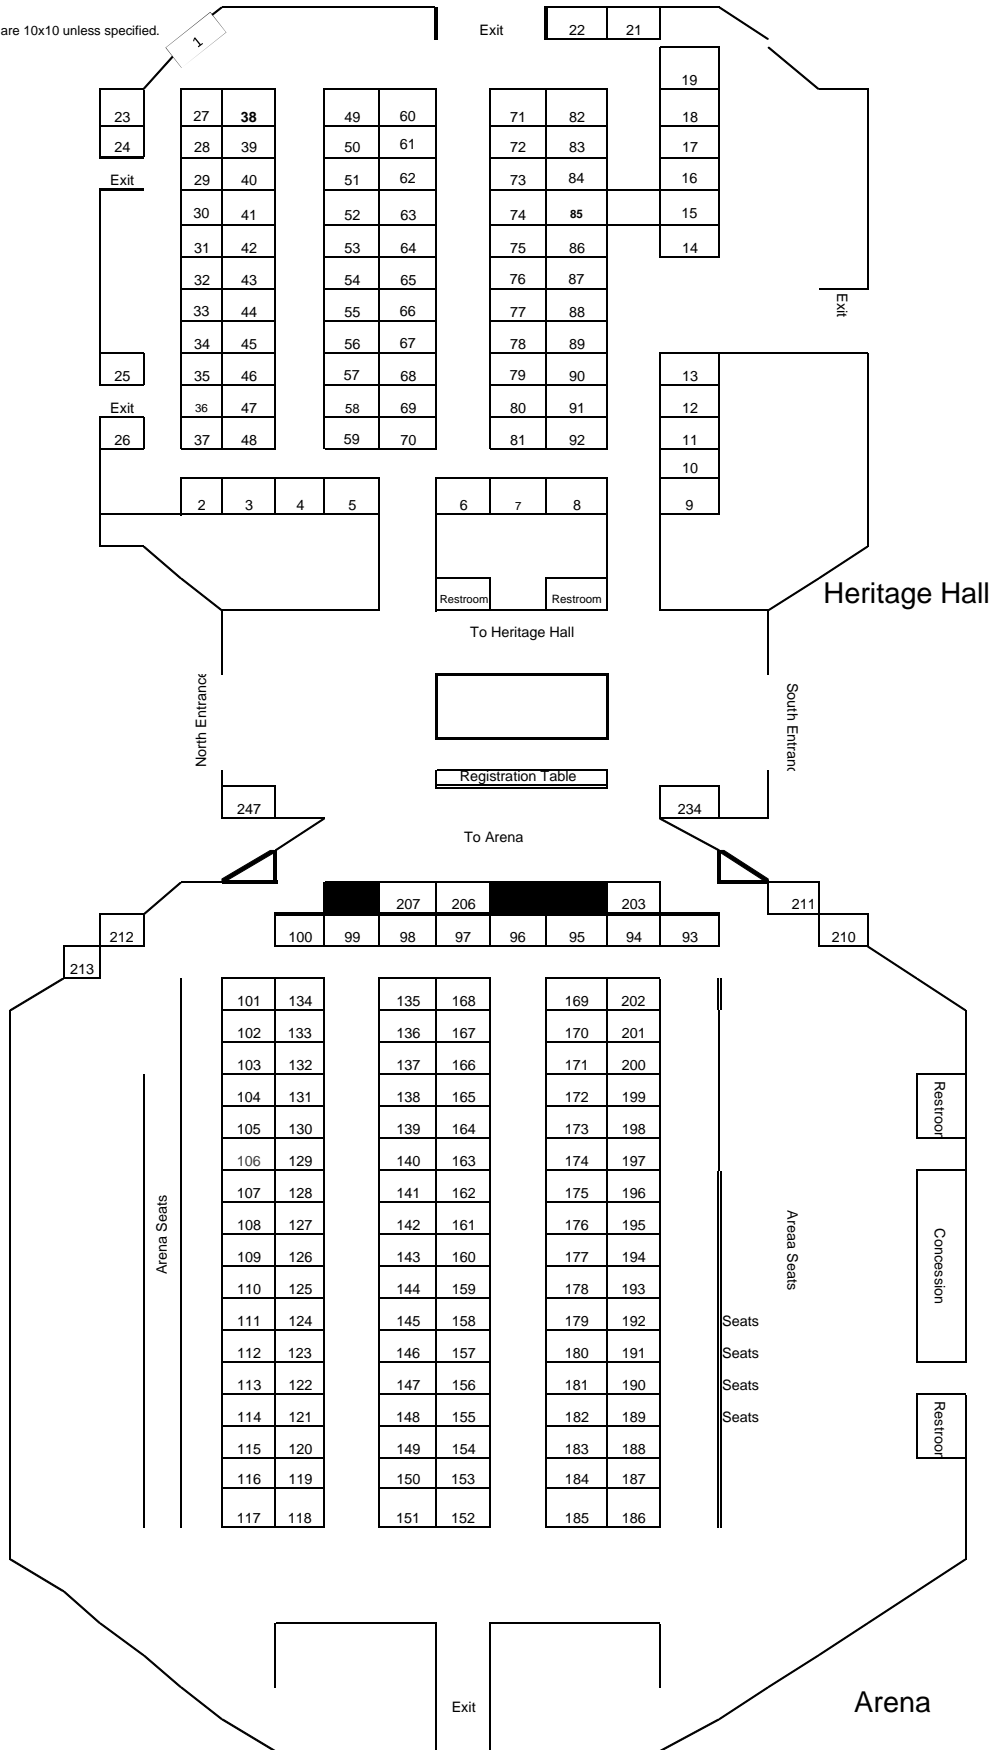 are 10x10 unless specified.
1
Exit
22 21
19
23 27 38 49 60 71 82 18
24 28 39 50 61 72 83 17
Exit 29 40 51 62 73 84 16
30 41 52 63 74 85 15
31 42 53 64 75 86 14
32 43 54 65 76 87
33 44 55 66 77 88
Exit
34 45 56 67 78 89
25 35 46 57 68 79 90 13
Exit 36 47 58 69 80 91 12
26 37 48 59 70 81 92 11
10
2 3 4 5 6 7 8 9
Heritage Hall
Restroom Restroom
To Heritage Hall
North Entrance
South Entranc
Registration Table
247 234
To Arena
207 206 203 211
212 100 99 98 97 96 95 94 93 210
213
101 134 135 168 169 202
102 133 136 167 170 201
103 132 137 166 171 200
104 131 138 165 172 199
Restroor
105 130 139 164 173 198
106 129 140 163 174 197
107 128 141 162 175 196
108 127 142 161 176 195
Arena Seats
Areaa Seats
Concession
109 126 143 160 177 194
110 125 144 159 178 193
111 124 145 158 179 192 Seats
112 123 146 157 180 191 Seats
113 122 147 156 181 190 Seats
114 121 148 155 182 189 Seats
Restroor
115 120 149 154 183 188
116 119 150 153 184 187
117 118 151 152 185 186
Exit
Arena